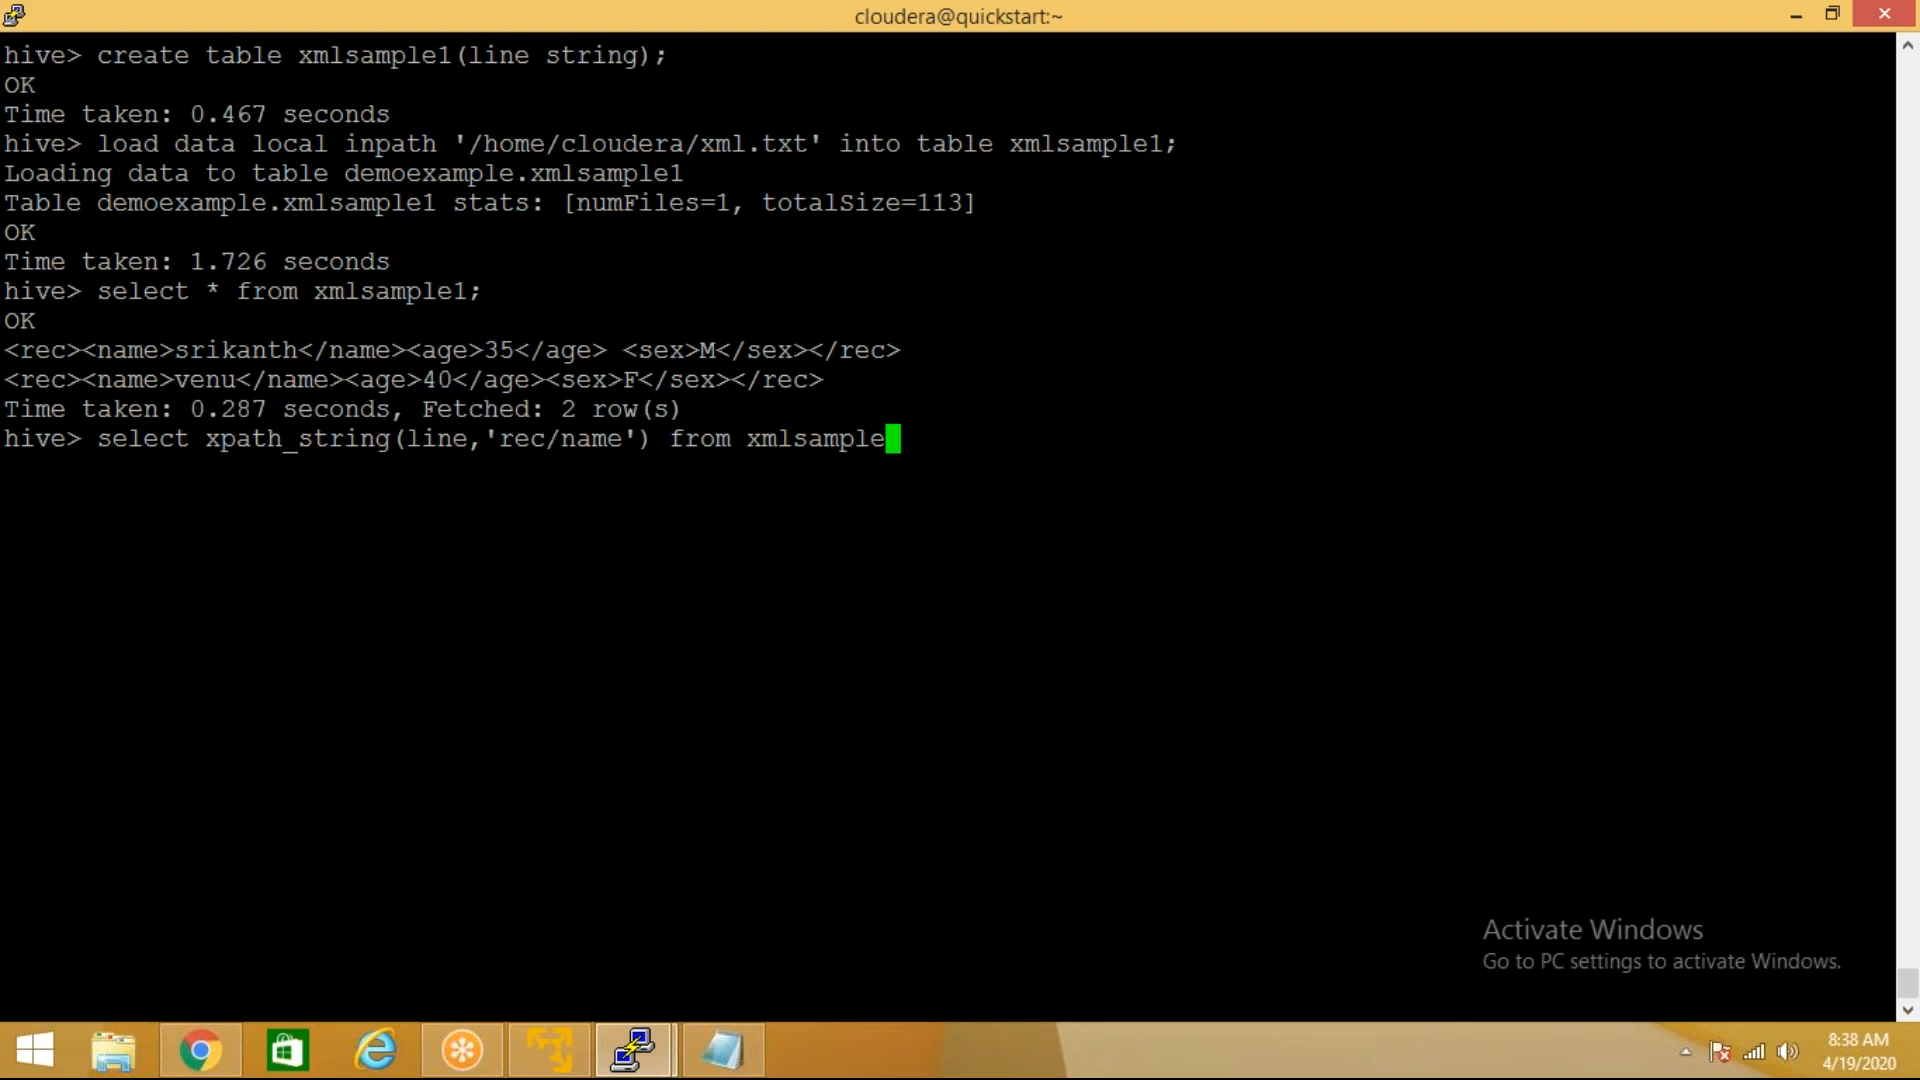 cloudera@quickstart:~
hive> create table xmlsample1(line string);
OK
Time taken: 0.467 seconds
hive> load data local inpath '/home/cloudera/xml.txt' into table xmlsample1;
Loading data to table demoexample.xmlsample1
Table demoexample.xmlsample1 stats: [numFiles=1, totalSize=113]
OK
Time taken: 1.726 seconds
hive> select * from xmlsample1;
OK
<rec><name>srikanth</name><age>35</age> <sex>M</sex></rec>
<rec><name>venu</name><age>40</age><sex>F</sex></rec>
Time taken: 0.287 seconds, Fetched: 2 row(s)
hive> select xpath_string(line,'rec/name') from xmlsample
Activate Windows
Go to PC settings to activate Windows.
8:38 AM
4/19/2020